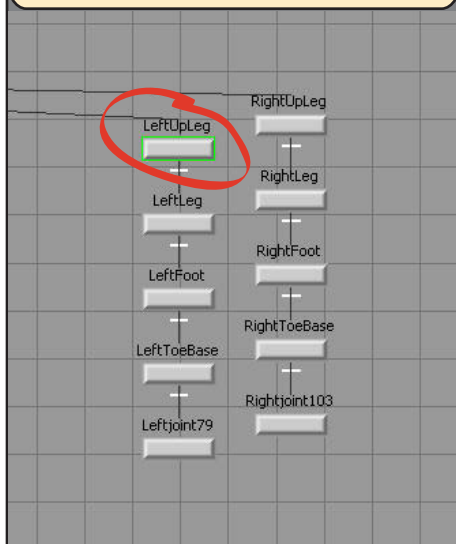 LeftUpLeg
LeftLeg
LeftFoot
LeftToeBase
Leftjoint79
RightUpLeg
RightLeg
RightFoot
RightToeBase
Rightjoint103